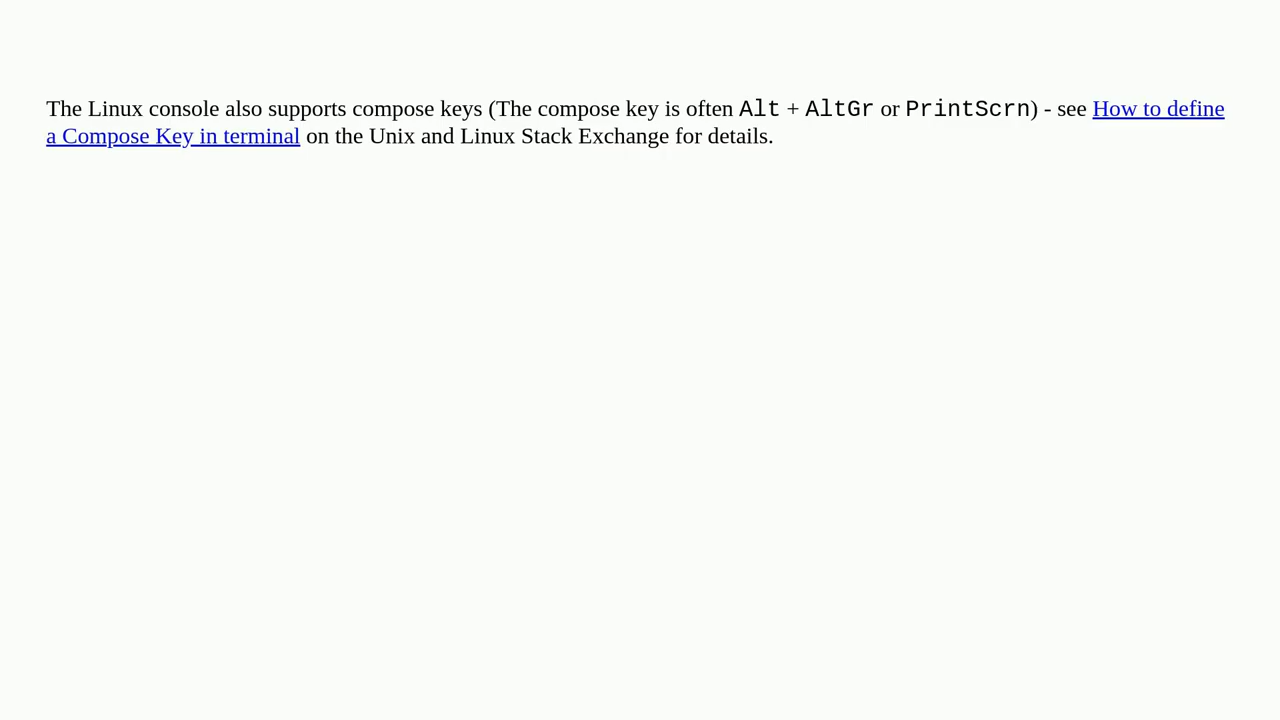 The Linux console also supports compose keys (The compose key is often Alt + AltGr or PrintScrn) - see How to define
a Compose Key in terminal on the Unix and Linux Stack Exchange for details.